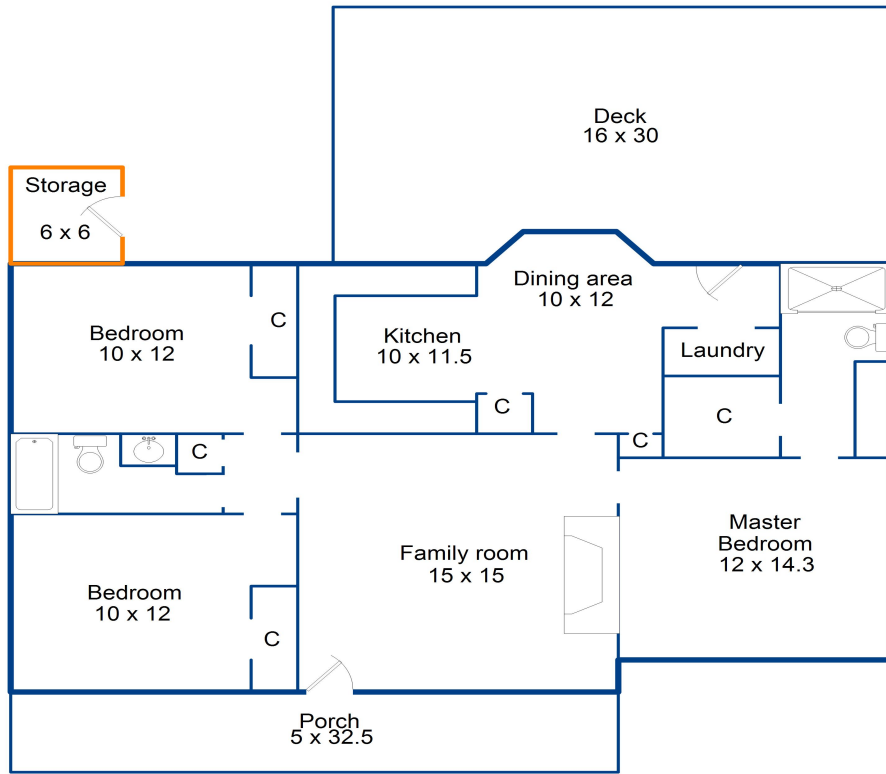 Deck
16 x 30
Storage
6 x 6
Dining area
10 x 12
Bedroom
10 x 12
C
Kitchen
10 x 11.5
Laundry
C
C
C
C
Master
Bedroom
12 x 14.3
Family room
15 x 15
Bedroom
10 x 12
C
Porch
5 x 32.5